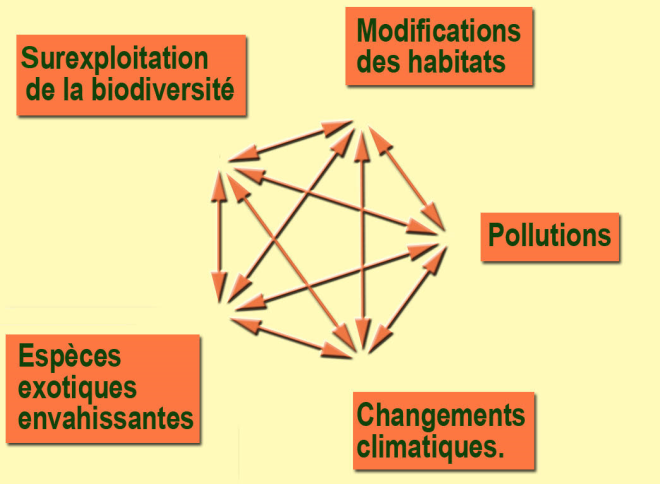 Surexploitation
de la biodiversité
Modifications
des habitats
Pollutions
Espèces
exotiques
envahissantes
Changements
climatiques.